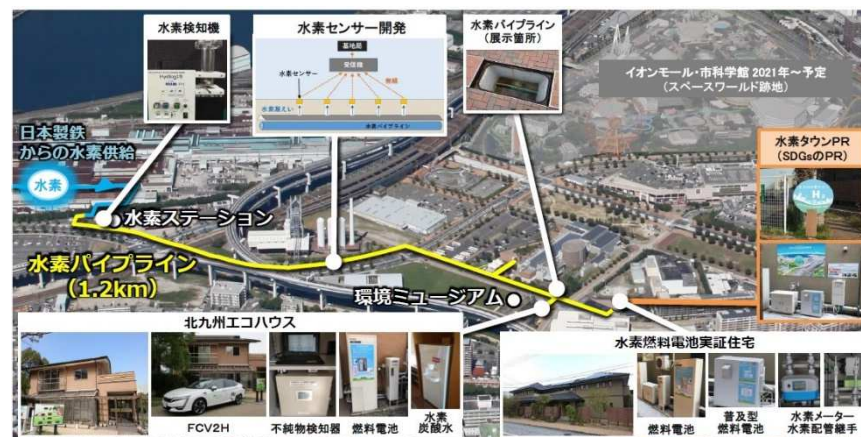 水素検知機
水素センサー開発
基地局
受信機
無線
水素センサー
水素漏えい
水素パイプライン
水素パイプライン
(展示箇所)
イオンモール・市科学館 2021年~予定
(スペースワールド跡地)
日本製鉄
からの水素供給
水素
水素ステーション
水素パイプライン
(1.2km)
環境ミュージアム
水素タウンPR
(SDGsのPR)
北九州エコハウス
FCV2H
不純物検知器
燃料電池
水素
炭酸水
水素燃料電池実証住宅
燃料電池
普及型
燃料電池
水素メーター
水素配管継手